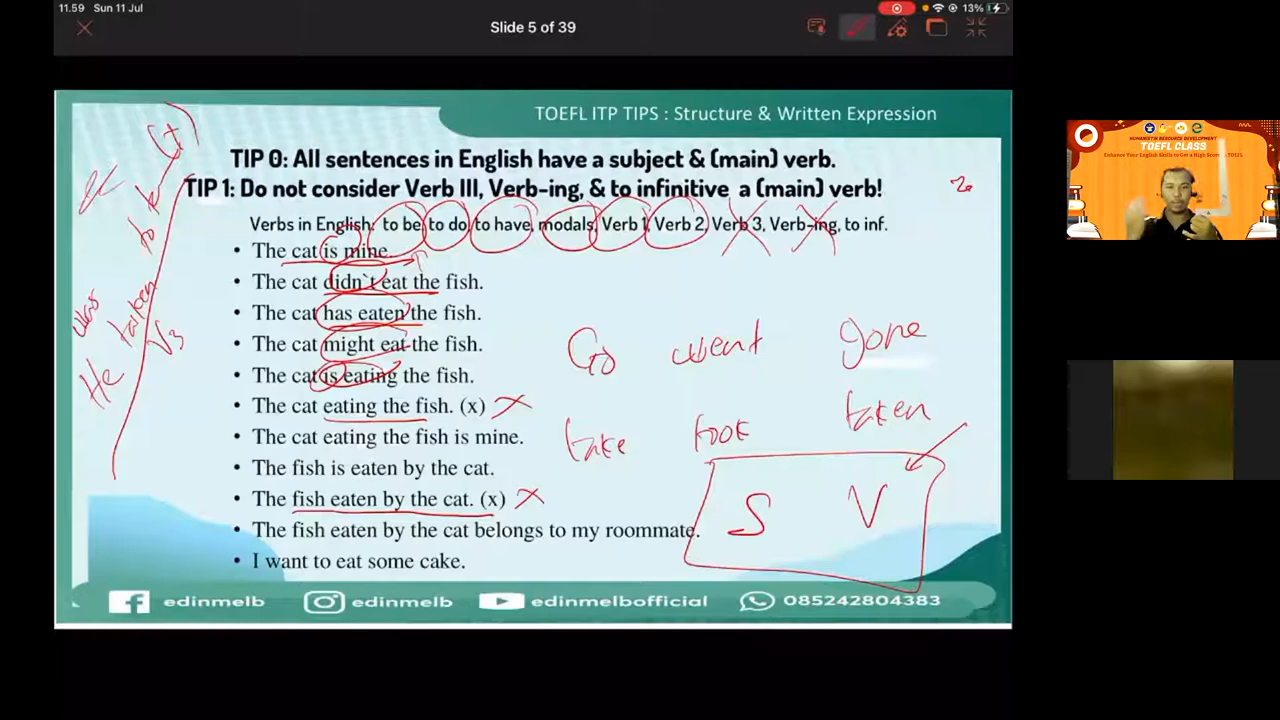 11.59 Sun 11 Jul
13%
Slide 5 of 39
TOEFL ITP TIPS : Structure & Written Expression
TIP 0: All sentences in English have a subject & (main) verb.
TIP 1: Do not consider Verb III, Verb-ing, & to infinitive a (main) verb!
Verbs in English: to be, to do, to have, modals, Verb 1, Verb 2, Verb 3, Verb-ing, to inf.
• The cat is mine.
• The cat didn`t eat the fish.
• The cat has eaten the fish.
• The cat might eat the fish.
• The cat is eating the fish.
• The cat eating the fish. (x)
• The cat eating the fish is mine.
• The fish is eaten by the cat.
• The fish eaten by the cat. (x)
• The fish eaten by the cat belongs to my roommate.
• I want to eat some cake.
Go went gone
take took taken
S V
to be
was
He taken
V3
edinmelb
edinmelb
edinmelbofficial
085242804383
HUMANISTIK RESOURCE DEVELOPMENT
TOEFL CLASS